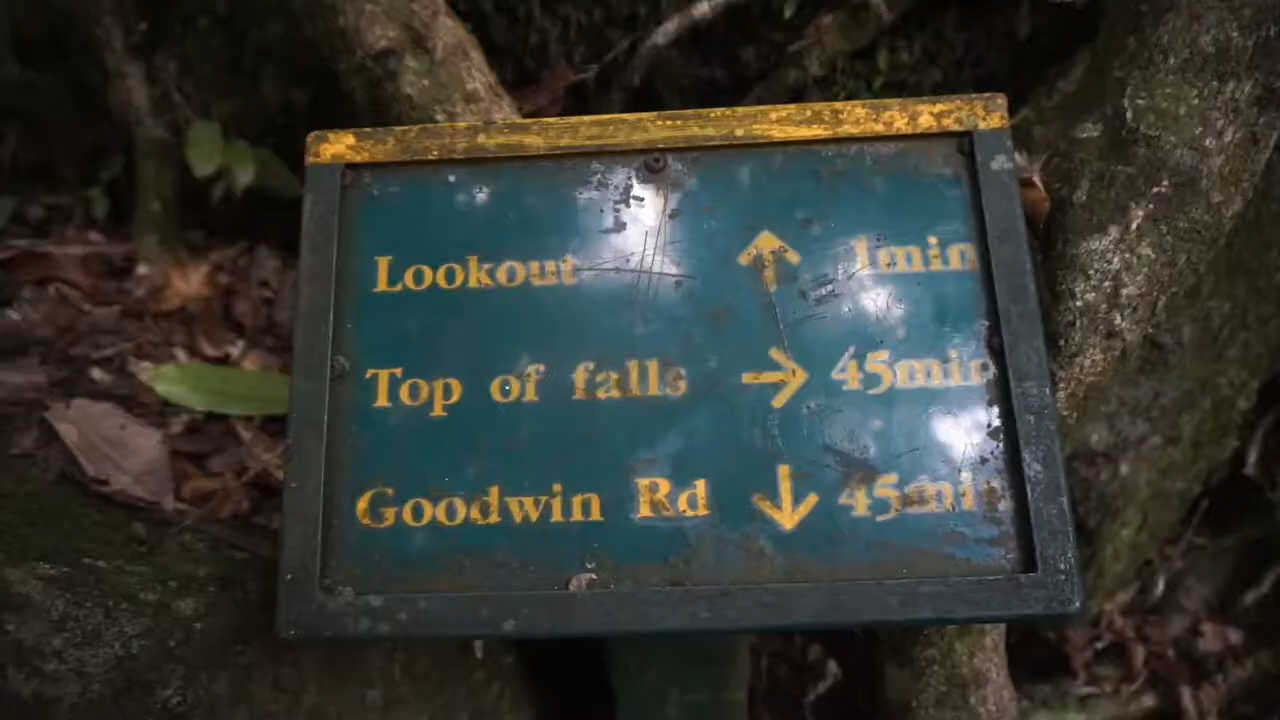 Lookout ↑ 1min
Top of falls → 45min
Goodwin Rd ↓ 45min